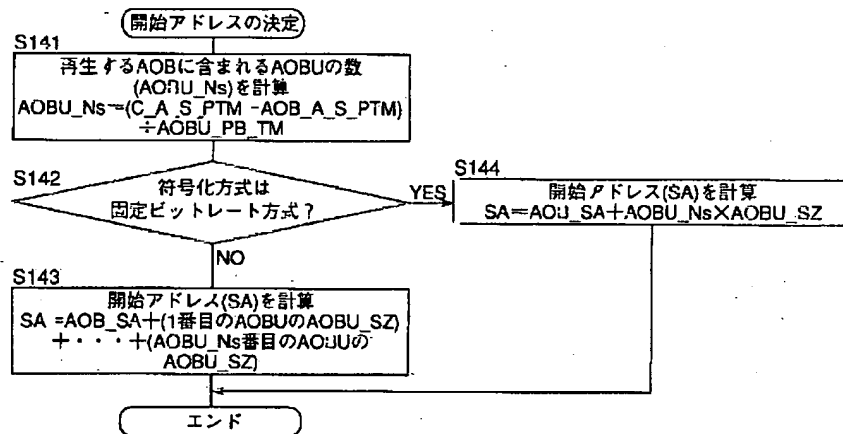 開始アドレスの決定
S141
再生するAOBに含まれるAOBUの数
(AOBU_Ns)を計算
AOBU_Ns=(C_A_S_PTM -AOB_A_S_PTM)
÷AOBU_PB_TM
S142
符号化方式は
固定ビットレート方式?
YES
S144
開始アドレス(SA)を計算
SA=AOB_SA+AOBU_Ns×AOBU_SZ
NO
S143
開始アドレス(SA)を計算
SA =AOB_SA+(1番目のAOBUのAOBU_SZ)
+・・・+(AOBU_Ns番目のAOBUの
AOBU_SZ)
エンド